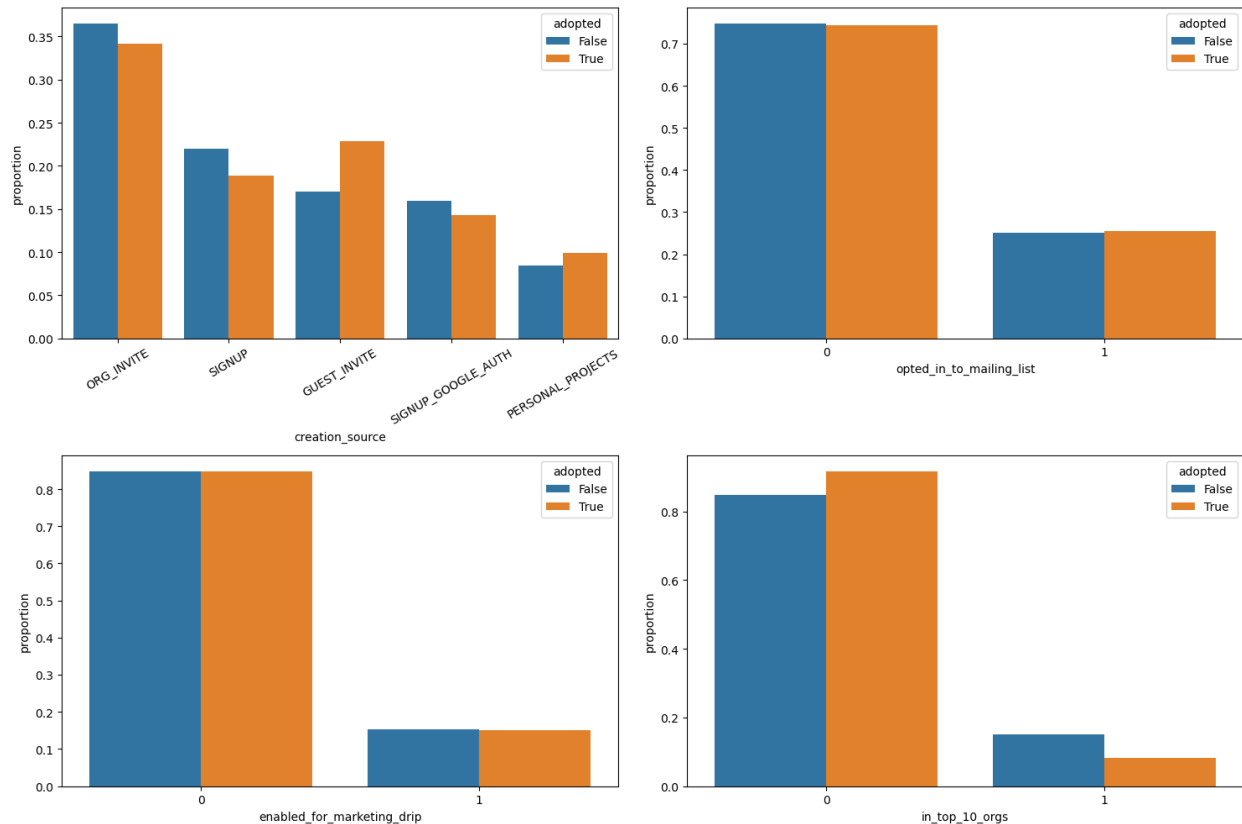 adopted
False
True
proportion
0.35
0.30
0.25
0.20
0.15
0.10
0.05
0.00
ORG_INVITE
SIGNUP
GUEST_INVITE
SIGNUP_GOOGLE_AUTH
PERSONAL_PROJECTS
creation_source
adopted
False
True
proportion
0.7
0.6
0.5
0.4
0.3
0.2
0.1
0.0
0 1
opted_in_to_mailing_list
adopted
False
True
proportion
0.8
0.7
0.6
0.5
0.4
0.3
0.2
0.1
0.0
0 1
enabled_for_marketing_drip
adopted
False
True
proportion
0.8
0.6
0.4
0.2
0.0
0 1
in_top_10_orgs